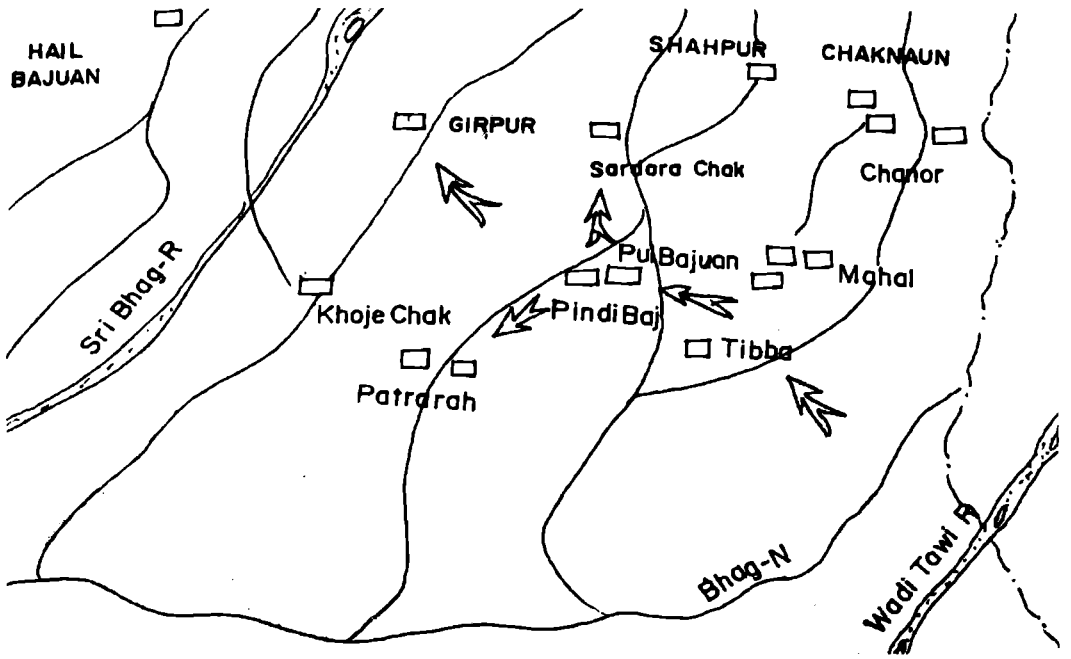 HAIL
BAJUAN
SHAHPUR
CHAKNAUN
GIRPUR
Sardara Chak
Chanor
Sri Bhag-R
Pul Bajuan
Mahal
Khoje Chak
Pindi Baj
Tibba
Patrarah
Bhag-N
Wadi Tawi R